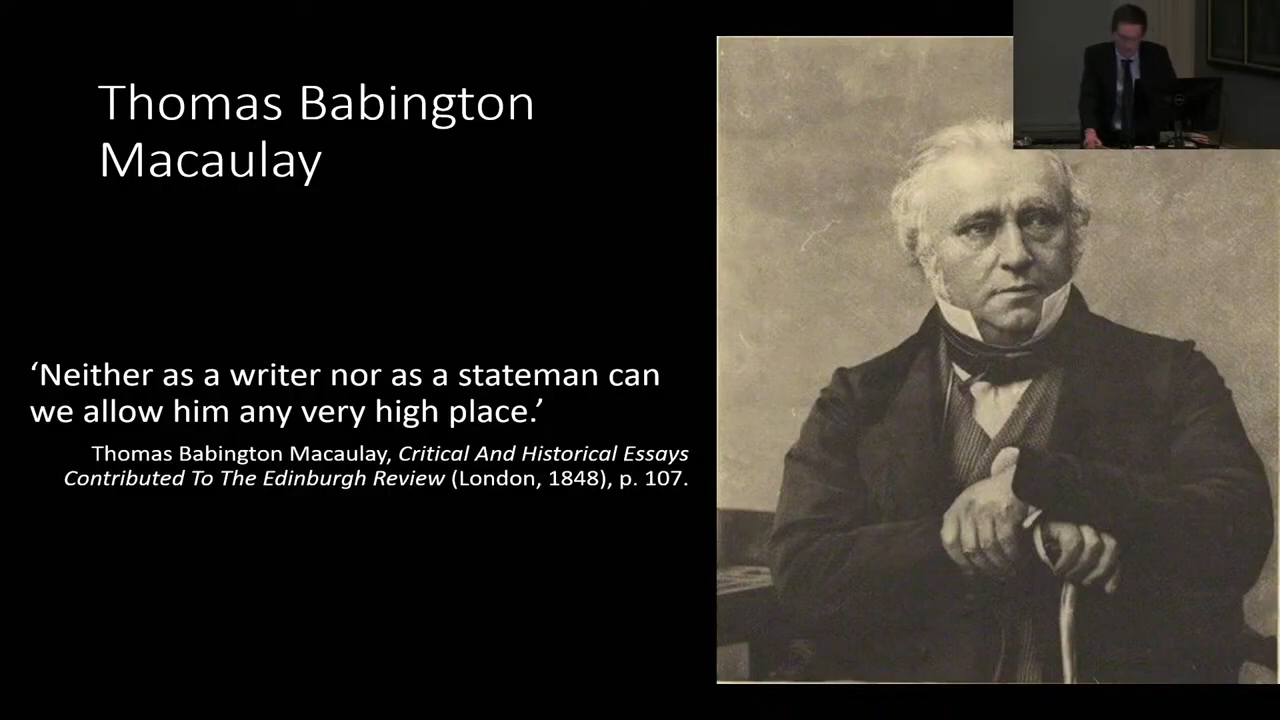 Thomas Babington
Macaulay
‘Neither as a writer nor as a stateman can
we allow him any very high place.’
Thomas Babington Macaulay, Critical And Historical Essays
Contributed To The Edinburgh Review (London, 1848), p. 107.